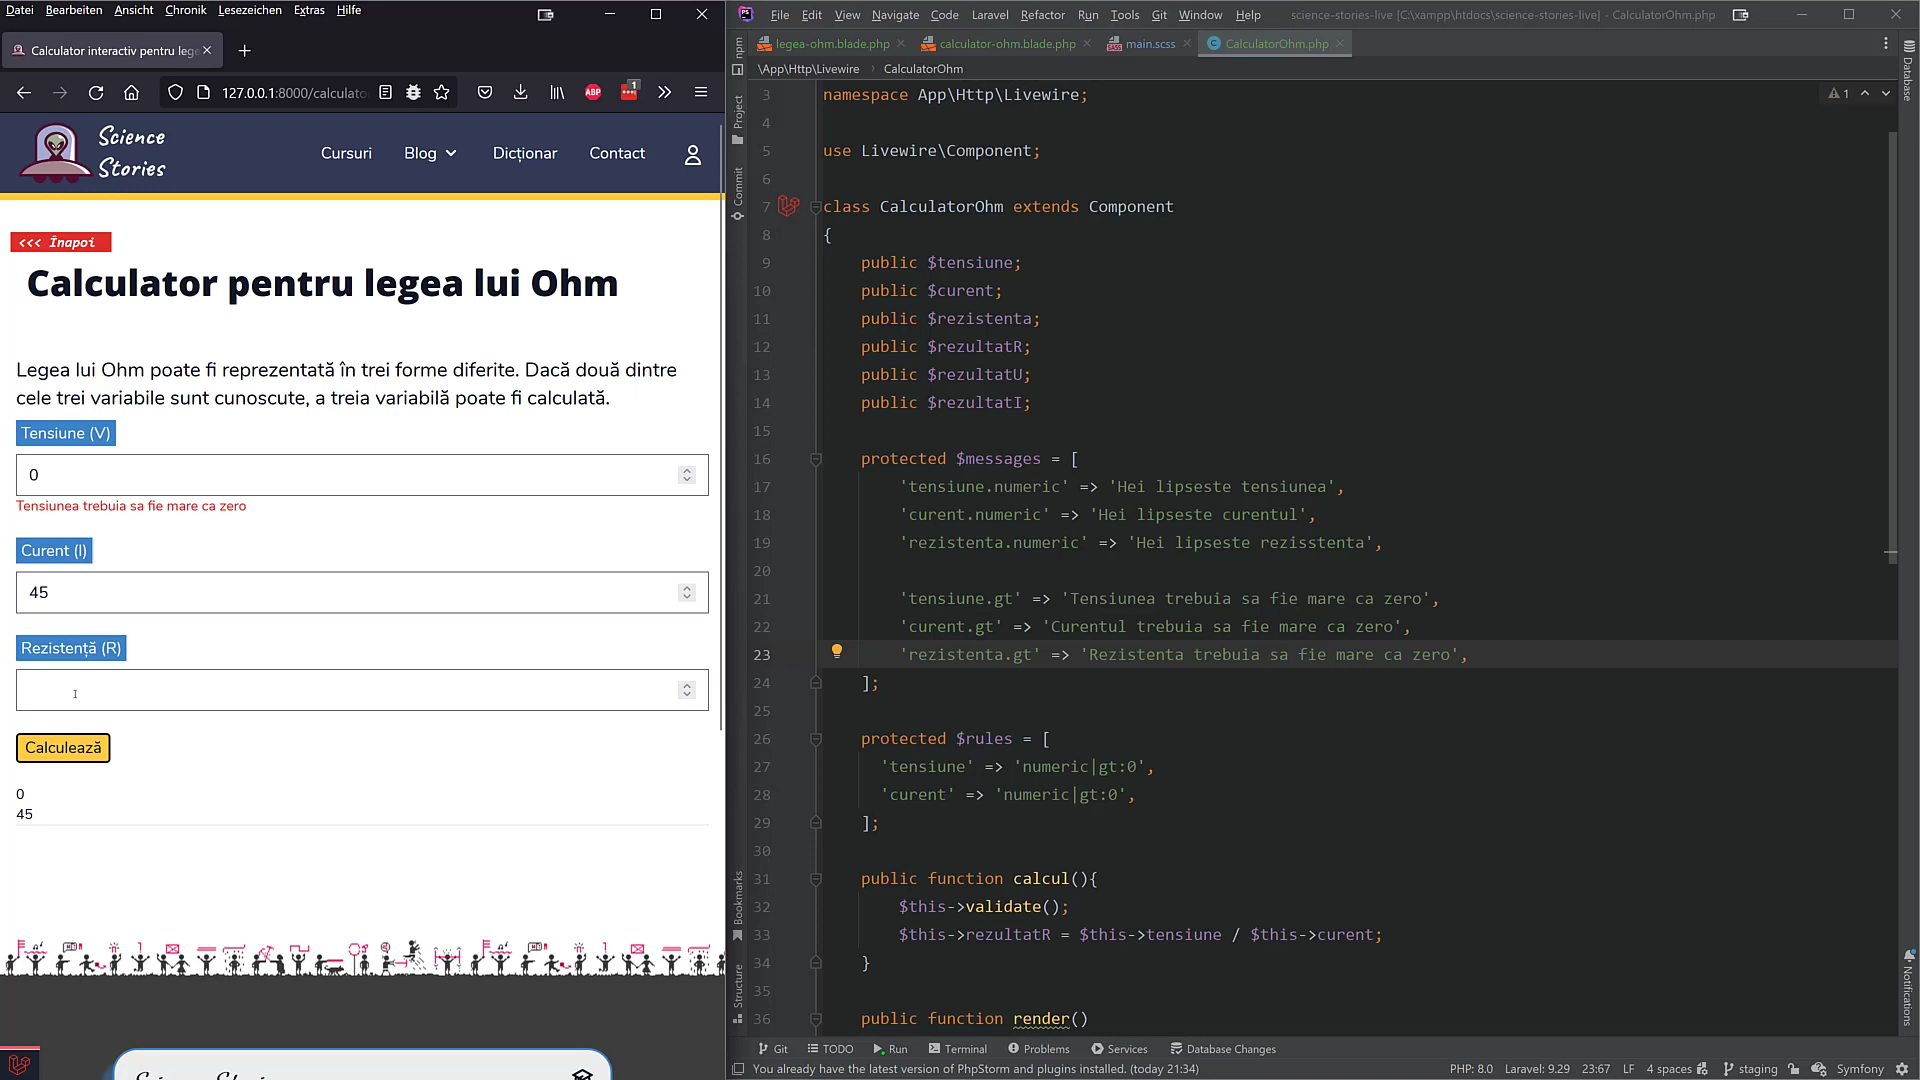 Datei Bearbeiten Ansicht Chronik Lesezeichen Extras Hilfe
Calculator interactiv pentru lege
127.0.0.1:8000/calculato
ABP
1
Science
Stories
Cursuri Blog Dicționar Contact
<<< Înapoi
Calculator pentru legea lui Ohm
Legea lui Ohm poate fi reprezentată în trei forme diferite. Dacă două dintre
cele trei variabile sunt cunoscute, a treia variabilă poate fi calculată.
Tensiune (V)
0
Tensiunea trebuia sa fie mare ca zero
Curent (I)
45
Rezistență (R)
Calculează
0
45
PS File Edit View Navigate Code Laravel Refactor Run Tools Git Window Help science-stories-live [C:\xampp\htdocs\science-stories-live] - CalculatorOhm.php
legea-ohm.blade.php calculator-ohm.blade.php main.scss CalculatorOhm.php
\App\Http\Livewire CalculatorOhm
npm
Project
Commit
Bookmarks
Structure
Database
Notifications
1
3 namespace App\Http\Livewire;
4
5 use Livewire\Component;
6
7 class CalculatorOhm extends Component
8 {
9 public $tensiune;
10 public $curent;
11 public $rezistenta;
12 public $rezultatR;
13 public $rezultatU;
14 public $rezultatI;
15
16 protected $messages = [
17 'tensiune.numeric' => 'Hei lipseste tensiunea',
18 'curent.numeric' => 'Hei lipseste curentul',
19 'rezistenta.numeric' => 'Hei lipseste rezisstenta',
20
21 'tensiune.gt' => 'Tensiunea trebuia sa fie mare ca zero',
22 'curent.gt' => 'Curentul trebuia sa fie mare ca zero',
23 'rezistenta.gt' => 'Rezistenta trebuia sa fie mare ca zero',
24 ];
25
26 protected $rules = [
27 'tensiune' => 'numeric|gt:0',
28 'curent' => 'numeric|gt:0',
29 ];
30
31 public function calcul(){
32 $this->validate();
33 $this->rezultatR = $this->tensiune / $this->curent;
34 }
35
36 public function render()
Git TODO Run Terminal Problems Services Database Changes
You already have the latest version of PhpStorm and plugins installed. (today 21:34) PHP: 8.0 Laravel: 9.29 23:67 LF 4 spaces staging Symfony